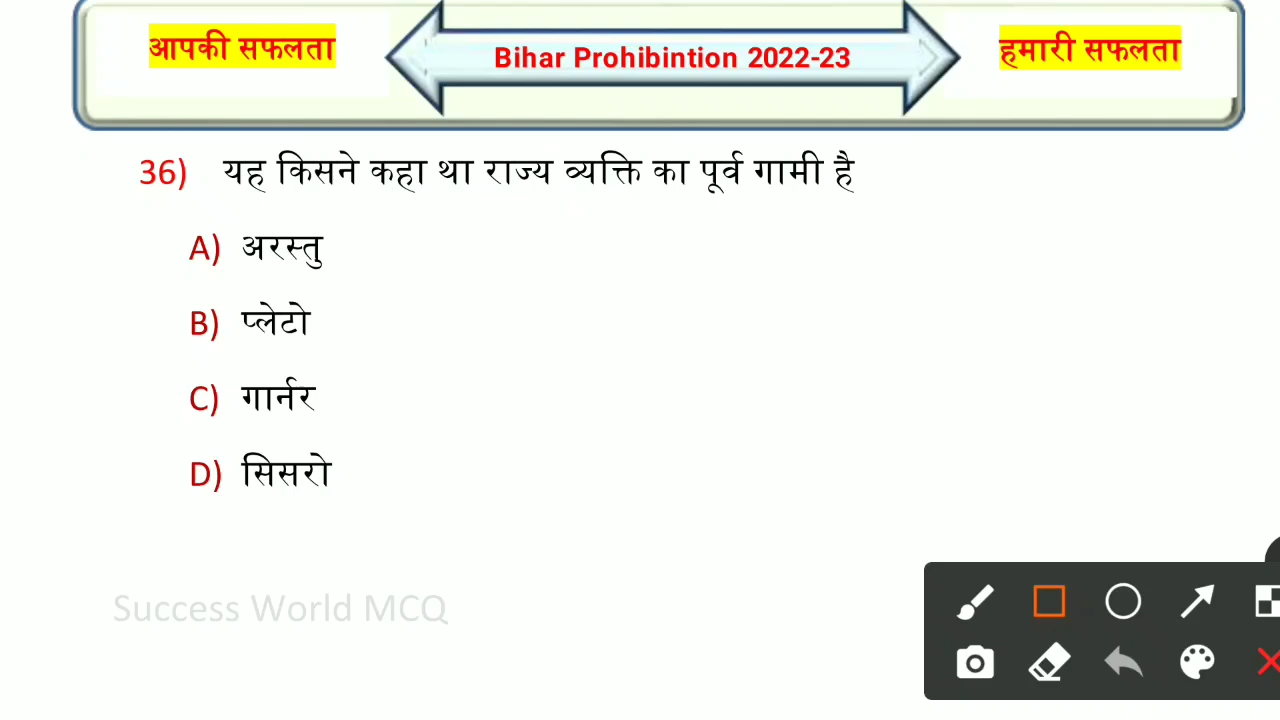 आपकी सफलता
Bihar Prohibintion 2022-23
हमारी सफलता
36) यह किसने कहा था राज्य व्यक्ति का पूर्व गामी है
A) अरस्तु
B) प्लेटो
C) गार्नर
D) सिसरो
Success World MCQ